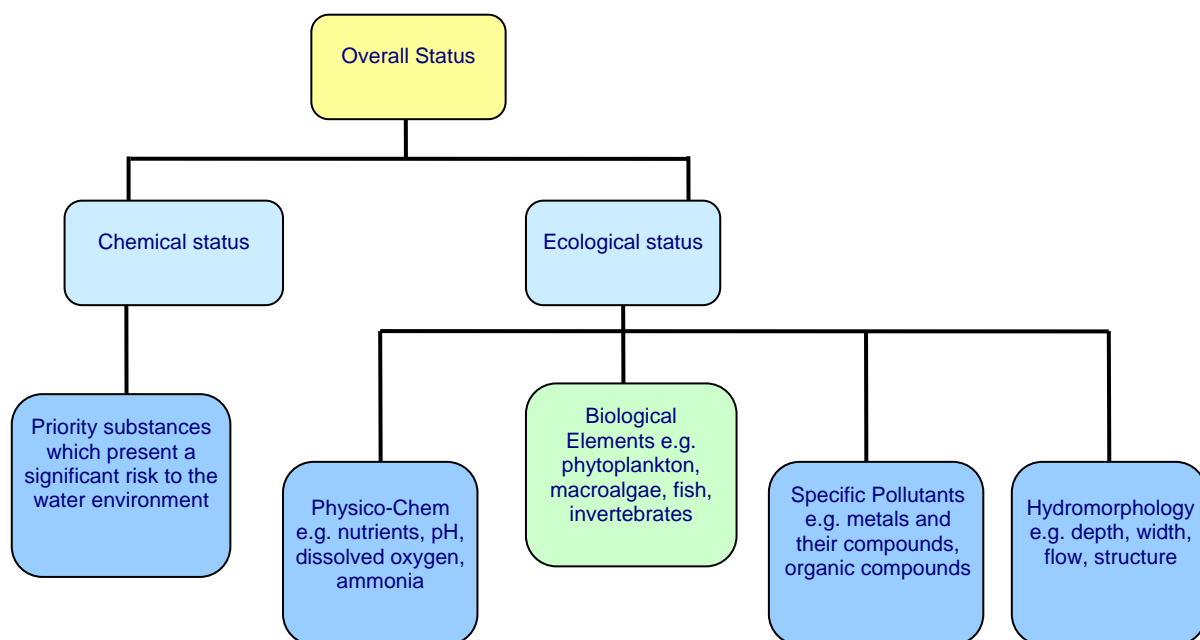 Overall Status
Chemical status
Ecological status
Priority substances
which present a
significant risk to the
water environment
Physico-Chem
e.g. nutrients, pH,
dissolved oxygen,
ammonia
Biological
Elements e.g.
phytoplankton,
macroalgae, fish,
invertebrates
Specific Pollutants
e.g. metals and
their compounds,
organic compounds
Hydromorphology
e.g. depth, width,
flow, structure